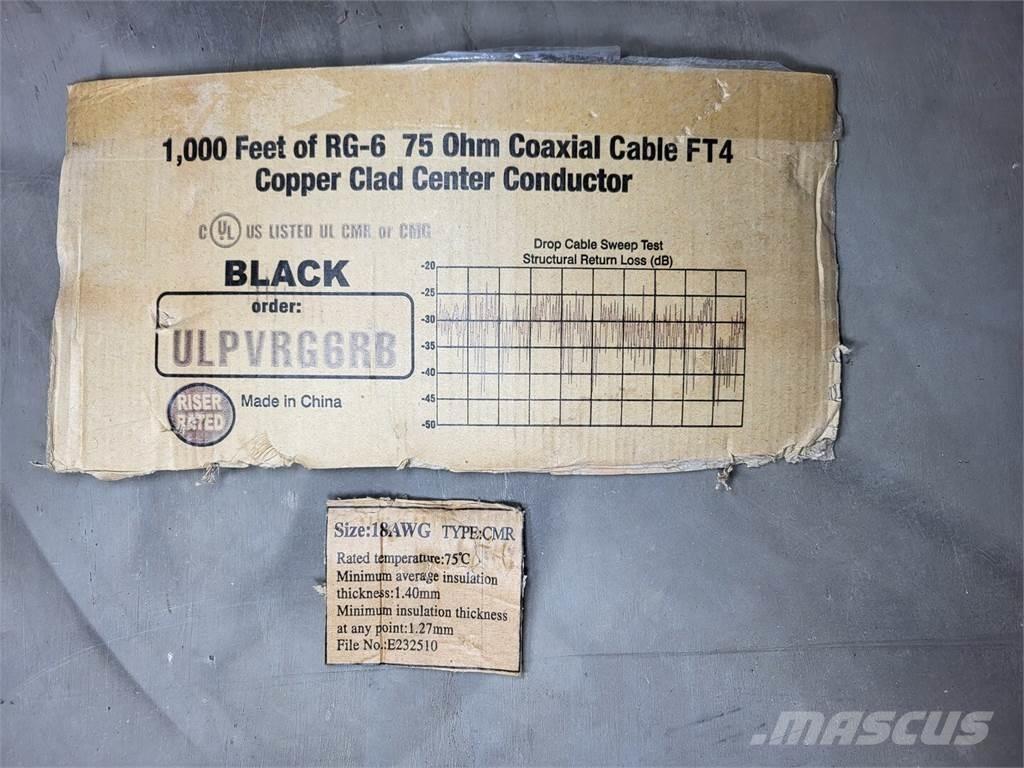 1,000 Feet of RG-6 75 Ohm Coaxial Cable FT4
Copper Clad Center Conductor
C UL US LISTED UL CMR or CMG
BLACK
order:
ULPVRG6RB
RISER
RATED
Made in China
Drop Cable Sweep Test
Structural Return Loss (dB)
-20
-25
-30
-35
-40
-45
-50
Size:18AWG TYPE:CMR
Rated temperature:75℃
Minimum average insulation
thickness:1.40mm
Minimum insulation thickness
at any point:1.27mm
File No.:E232510
MASCUS